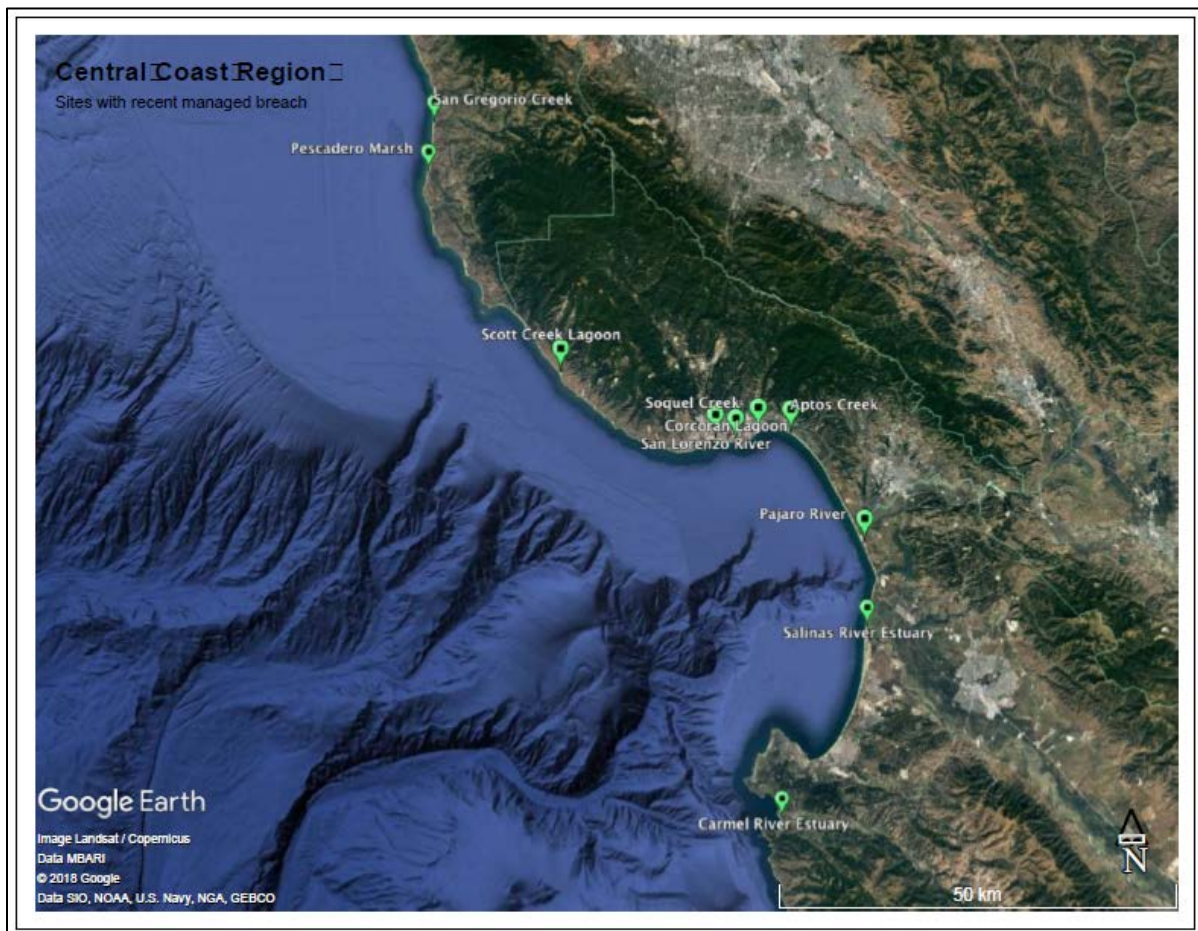 Central Coast Region
Sites with recent managed breach
San Gregorio Creek
Pescadero Marsh
Scott Creek Lagoon
Soquel Creek
Aptos Creek
Corcoran Lagoon
San Lorenzo River
Pajaro River
Salinas River Estuary
Carmel River Estuary
Google Earth
Image Landsat / Copernicus
Data MBARI
© 2018 Google
Data SIO, NOAA, U.S. Navy, NGA, GEBCO
N
50 km